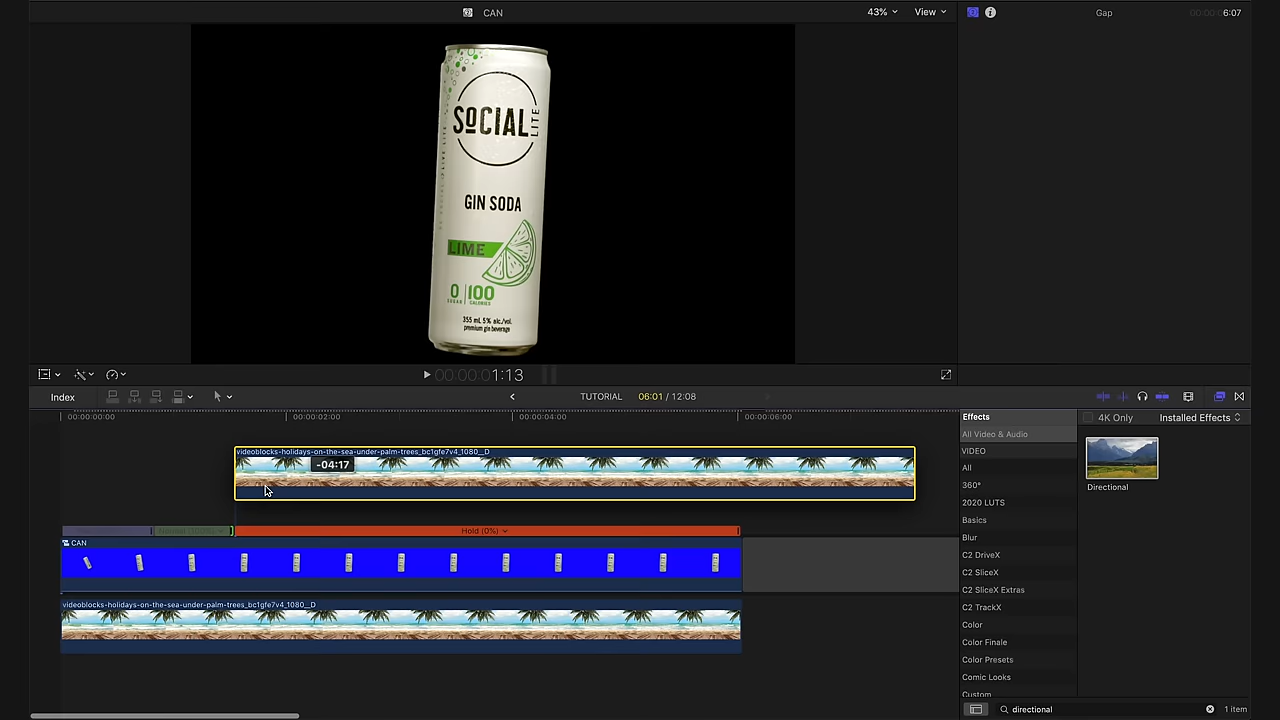 CAN
43%
View
Gap
6:07
SOCIAL
LITE
GIN SODA
LIME
0 | 100
SUGAR CALORIES
355 mL 5% alc./vol.
premium gin beverage
00:00:00:01:13
Index
TUTORIAL
06:01 / 12:08
00:00:00:00
00:00:02:00
00:00:04:00
00:00:06:00
Effects
4K Only
Installed Effects
All Video & Audio
VIDEO
All
360°
2020 LUTS
Basics
Blur
C2 DriveX
C2 SliceX
C2 SliceX Extras
C2 TrackX
Color
Color Finale
Color Presets
Comic Looks
Custom
Directional
videoblocks-holidays-on-the-sea-under-palm-trees_bc1gfe7v4_1080__D
-04:17
Normal (100%)
Hold (0%)
CAN
videoblocks-holidays-on-the-sea-under-palm-trees_bc1gfe7v4_1080__D
directional
1 item